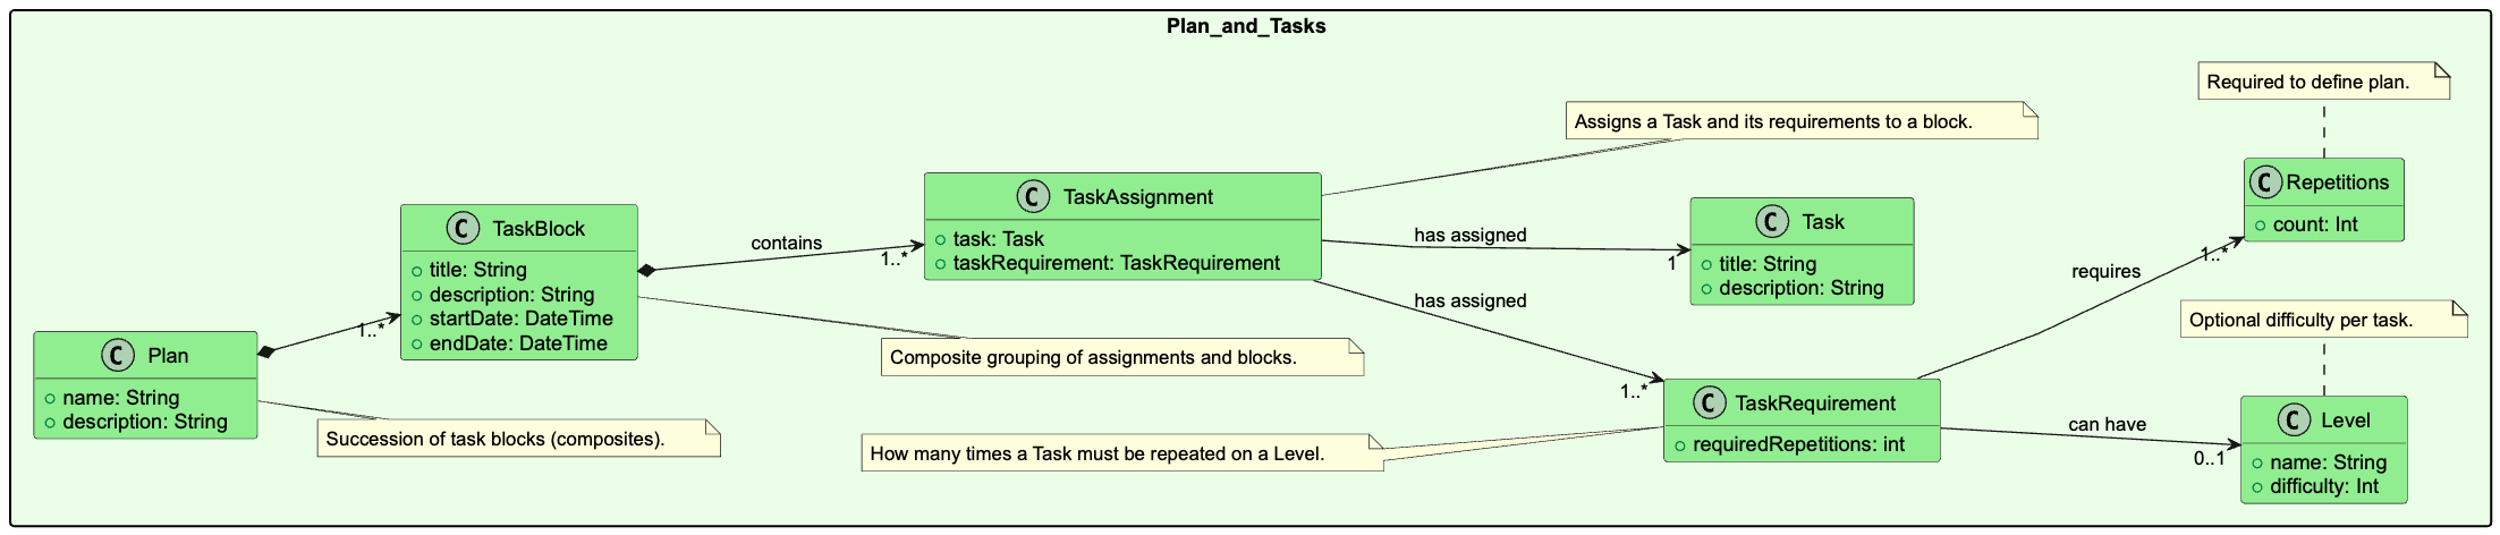 Plan_and_Tasks
Required to define plan.
Assigns a Task and its requirements to a block.
C Repetitions
count: Int
C TaskAssignment
task: Task
taskRequirement: TaskRequirement
C Task
title: String
description: String
C TaskBlock
title: String
description: String
startDate: DateTime
endDate: DateTime
contains
1..*
has assigned
1
requires
1..*
has assigned
1..*
1..*
Optional difficulty per task.
C Plan
name: String
description: String
Composite grouping of assignments and blocks.
C TaskRequirement
requiredRepetitions: int
can have
0..1
C Level
name: String
difficulty: Int
Succession of task blocks (composites).
How many times a Task must be repeated on a Level.